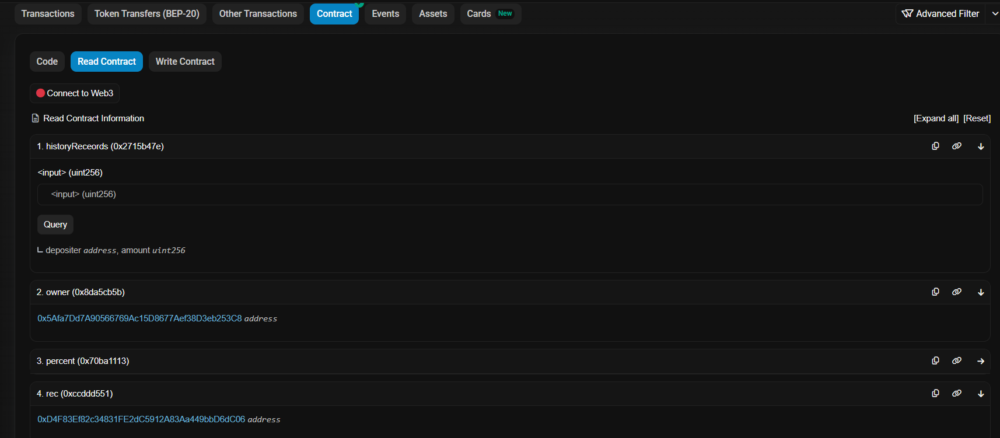 Transactions Token Transfers (BEP-20) Other Transactions Contract Events Assets Cards New Advanced Filter
Code Read Contract Write Contract
Connect to Web3
Read Contract Information [Expand all] [Reset]
1. historyReceords (0x2715b47e)
<input> (uint256)
<input> (uint256)
Query
depositer address, amount uint256
2. owner (0x8da5cb5b)
0x5Afa7Dd7A90566769Ac15D8677Aef38D3eb253C8 address
3. percent (0x70ba1113)
4. rec (0xccddd551)
0xD4F83Ef82c34831FE2dC5912A83Aa449bbD6dC06 address